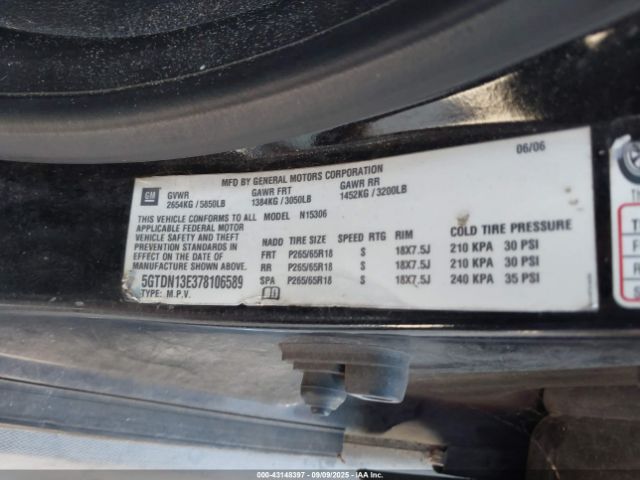 MFD BY GENERAL MOTORS CORPORATION
06/06
GM
GVWR GAWR FRT GAWR RR
2654KG / 5850LB 1384KG / 3050LB 1452KG / 3200LB
THIS VEHICLE CONFORMS TO ALL MODEL N15306
APPLICABLE FEDERAL MOTOR
VEHICLE SAFETY AND THEFT
PREVENTION STANDARDS IN
EFFECT ON THE DATE OF
MANUFACTURE SHOWN ABOVE.
NADD TIRE SIZE SPEED RTG RIM COLD TIRE PRESSURE
FRT P265/65R18 S 18X7.5J 210 KPA 30 PSI
RR P265/65R18 S 18X7.5J 210 KPA 30 PSI
SPA P265/65R18 S 18X7.5J 240 KPA 35 PSI
5GTDN13E378106589
TYPE: M.P.V.
000-43148397 - 09/09/2025 - IAAI.COM